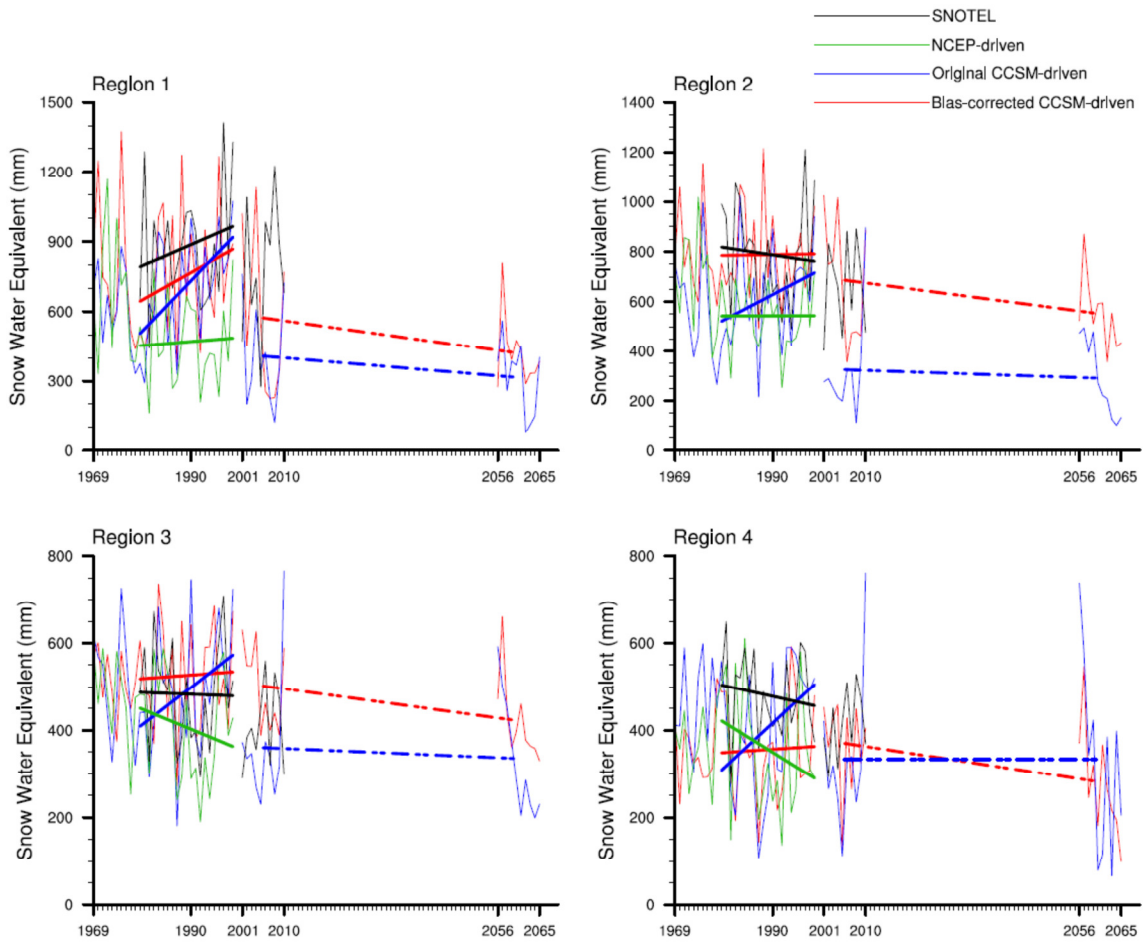 SNOTEL
NCEP-driven
Original CCSM-driven
Bias-corrected CCSM-driven
Region 1
Snow Water Equivalent (mm)
1500
1200
900
600
300
0
1969 1990 2001 2010 2056 2065
Region 2
Snow Water Equivalent (mm)
1400
1200
1000
800
600
400
200
0
1969 1990 2001 2010 2056 2065
Region 3
Snow Water Equivalent (mm)
800
600
400
200
0
1969 1990 2001 2010 2056 2065
Region 4
Snow Water Equivalent (mm)
800
600
400
200
0
1969 1990 2001 2010 2056 2065